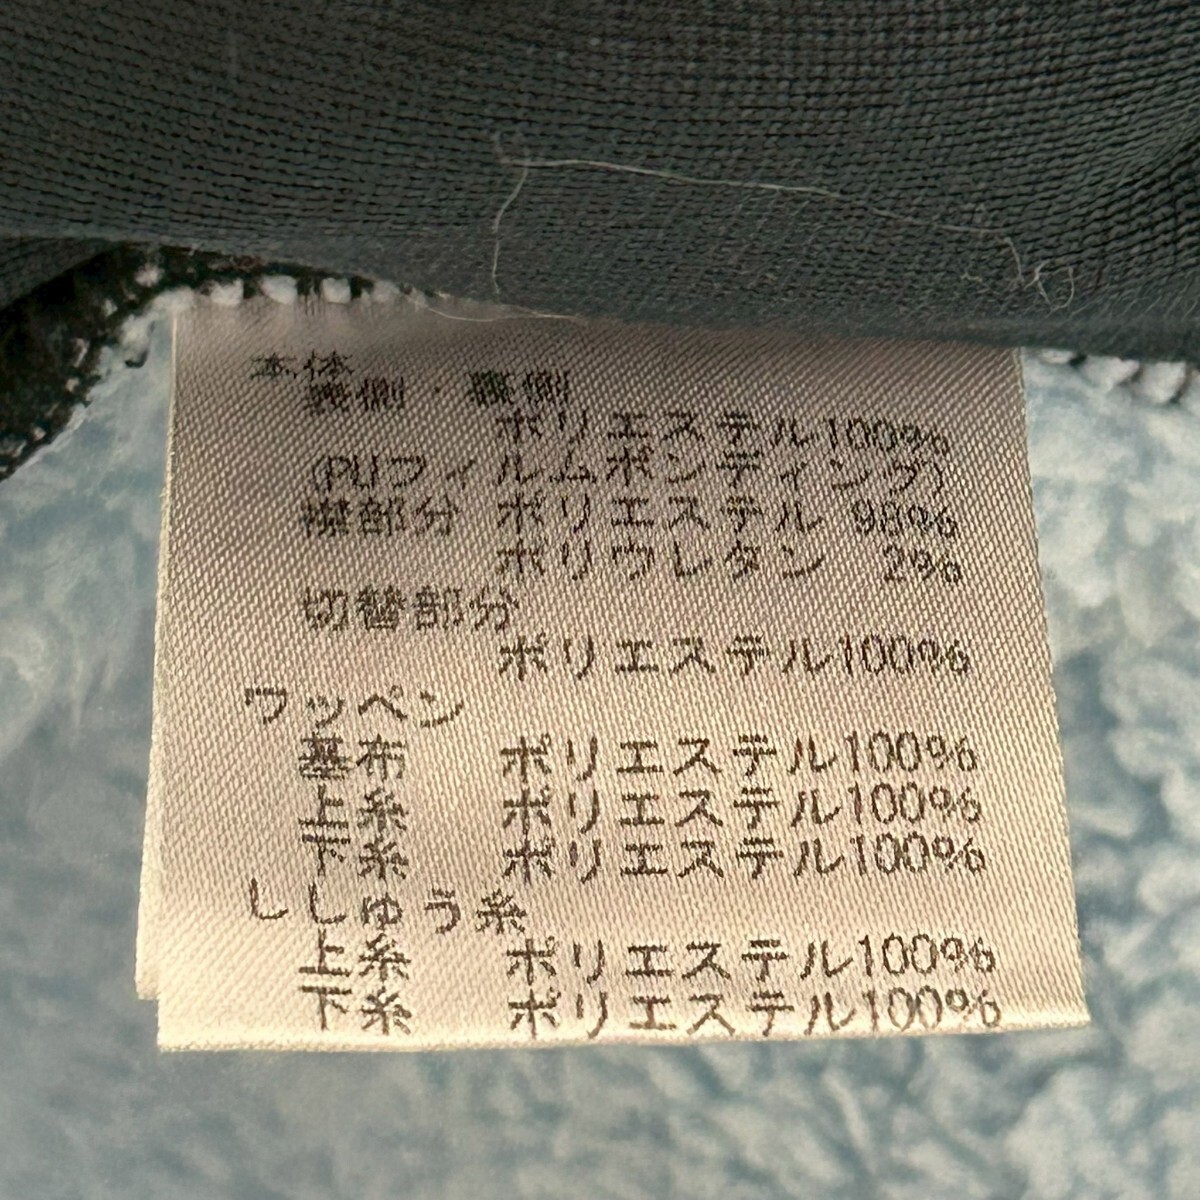 本体
表側・裏側
ポリエステル100%
(PUフィルムボンディング)
襟部分 ポリエステル 98%
ポリウレタン 2%
切替部分
ポリエステル100%
ワッペン
基布 ポリエステル100%
上糸 ポリエステル100%
下糸 ポリエステル100%
ししゅう糸
上糸 ポリエステル100%
下糸 ポリエステル100%